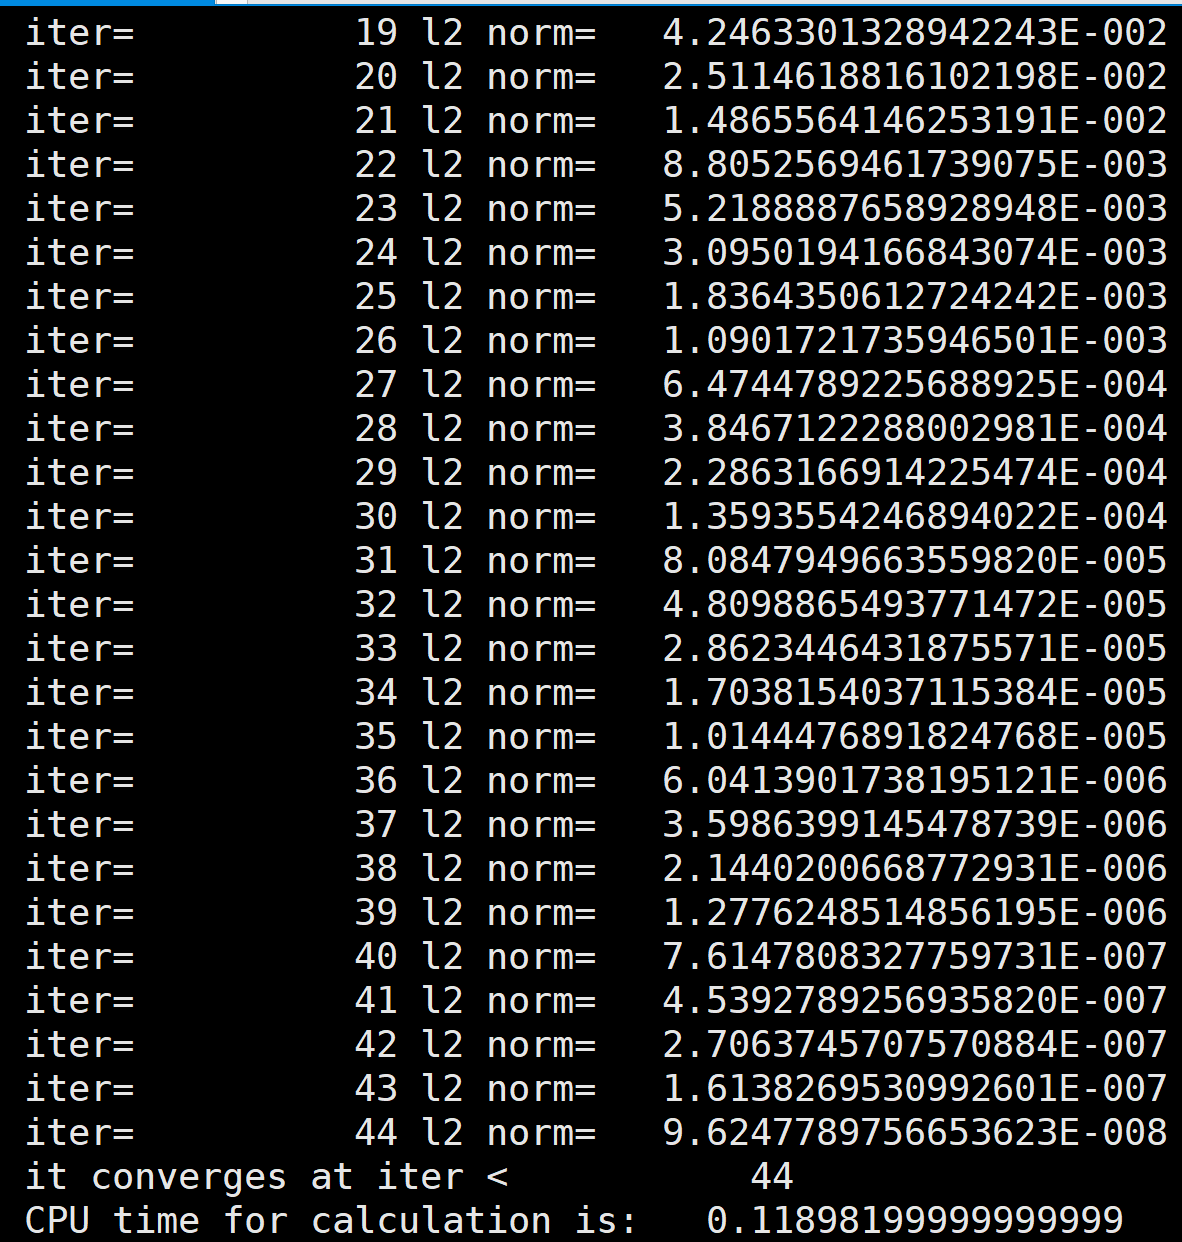 iter= 19 l2 norm= 4.2463301328942243E-002
iter= 20 l2 norm= 2.5114618816102198E-002
iter= 21 l2 norm= 1.4865564146253191E-002
iter= 22 l2 norm= 8.8052569461739075E-003
iter= 23 l2 norm= 5.2188887658928948E-003
iter= 24 l2 norm= 3.0950194166843074E-003
iter= 25 l2 norm= 1.8364350612724242E-003
iter= 26 l2 norm= 1.0901721735946501E-003
iter= 27 l2 norm= 6.4744789225688925E-004
iter= 28 l2 norm= 3.8467122288002981E-004
iter= 29 l2 norm= 2.2863166914225474E-004
iter= 30 l2 norm= 1.3593554246894022E-004
iter= 31 l2 norm= 8.0847949663559820E-005
iter= 32 l2 norm= 4.8098865493771472E-005
iter= 33 l2 norm= 2.8623446431875571E-005
iter= 34 l2 norm= 1.7038154037115384E-005
iter= 35 l2 norm= 1.0144476891824768E-005
iter= 36 l2 norm= 6.0413901738195121E-006
iter= 37 l2 norm= 3.5986399145478739E-006
iter= 38 l2 norm= 2.1440200668772931E-006
iter= 39 l2 norm= 1.2776248514856195E-006
iter= 40 l2 norm= 7.6147808327759731E-007
iter= 41 l2 norm= 4.5392789256935820E-007
iter= 42 l2 norm= 2.7063745707570884E-007
iter= 43 l2 norm= 1.6138269530992601E-007
iter= 44 l2 norm= 9.6247789756653623E-008
it converges at iter < 44
CPU time for calculation is: 0.11898199999999999